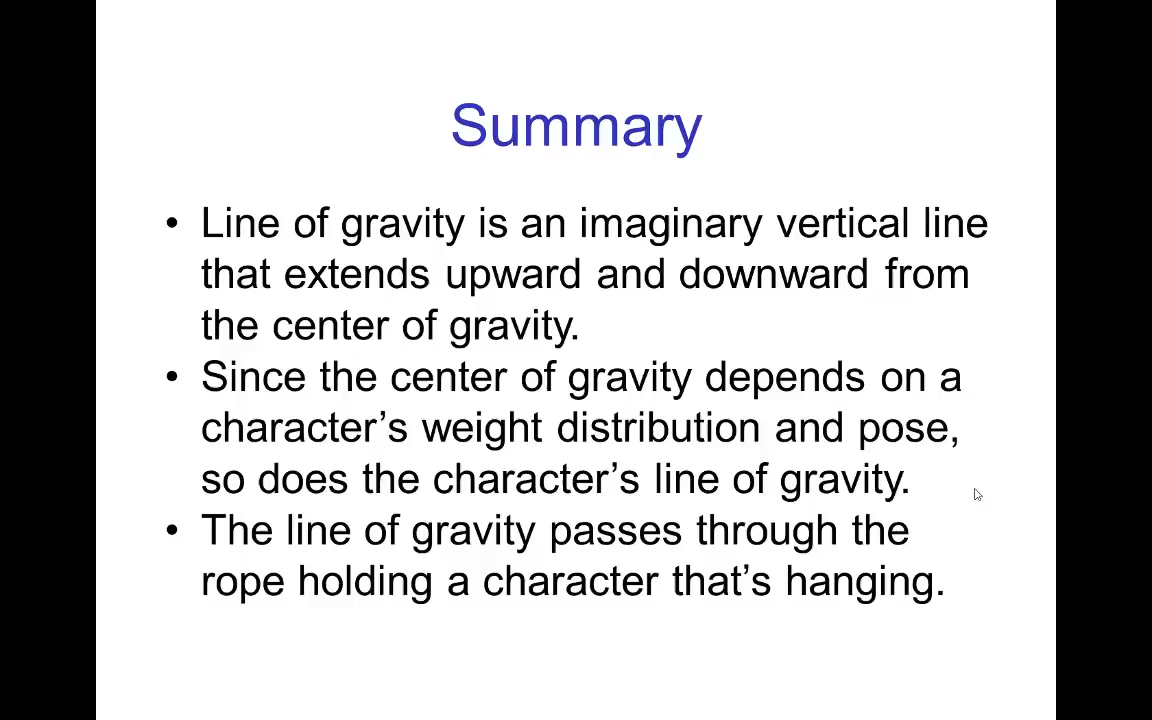 Summary
• Line of gravity is an imaginary vertical line
that extends upward and downward from
the center of gravity.
• Since the center of gravity depends on a
character’s weight distribution and pose,
so does the character’s line of gravity.
• The line of gravity passes through the
rope holding a character that’s hanging.